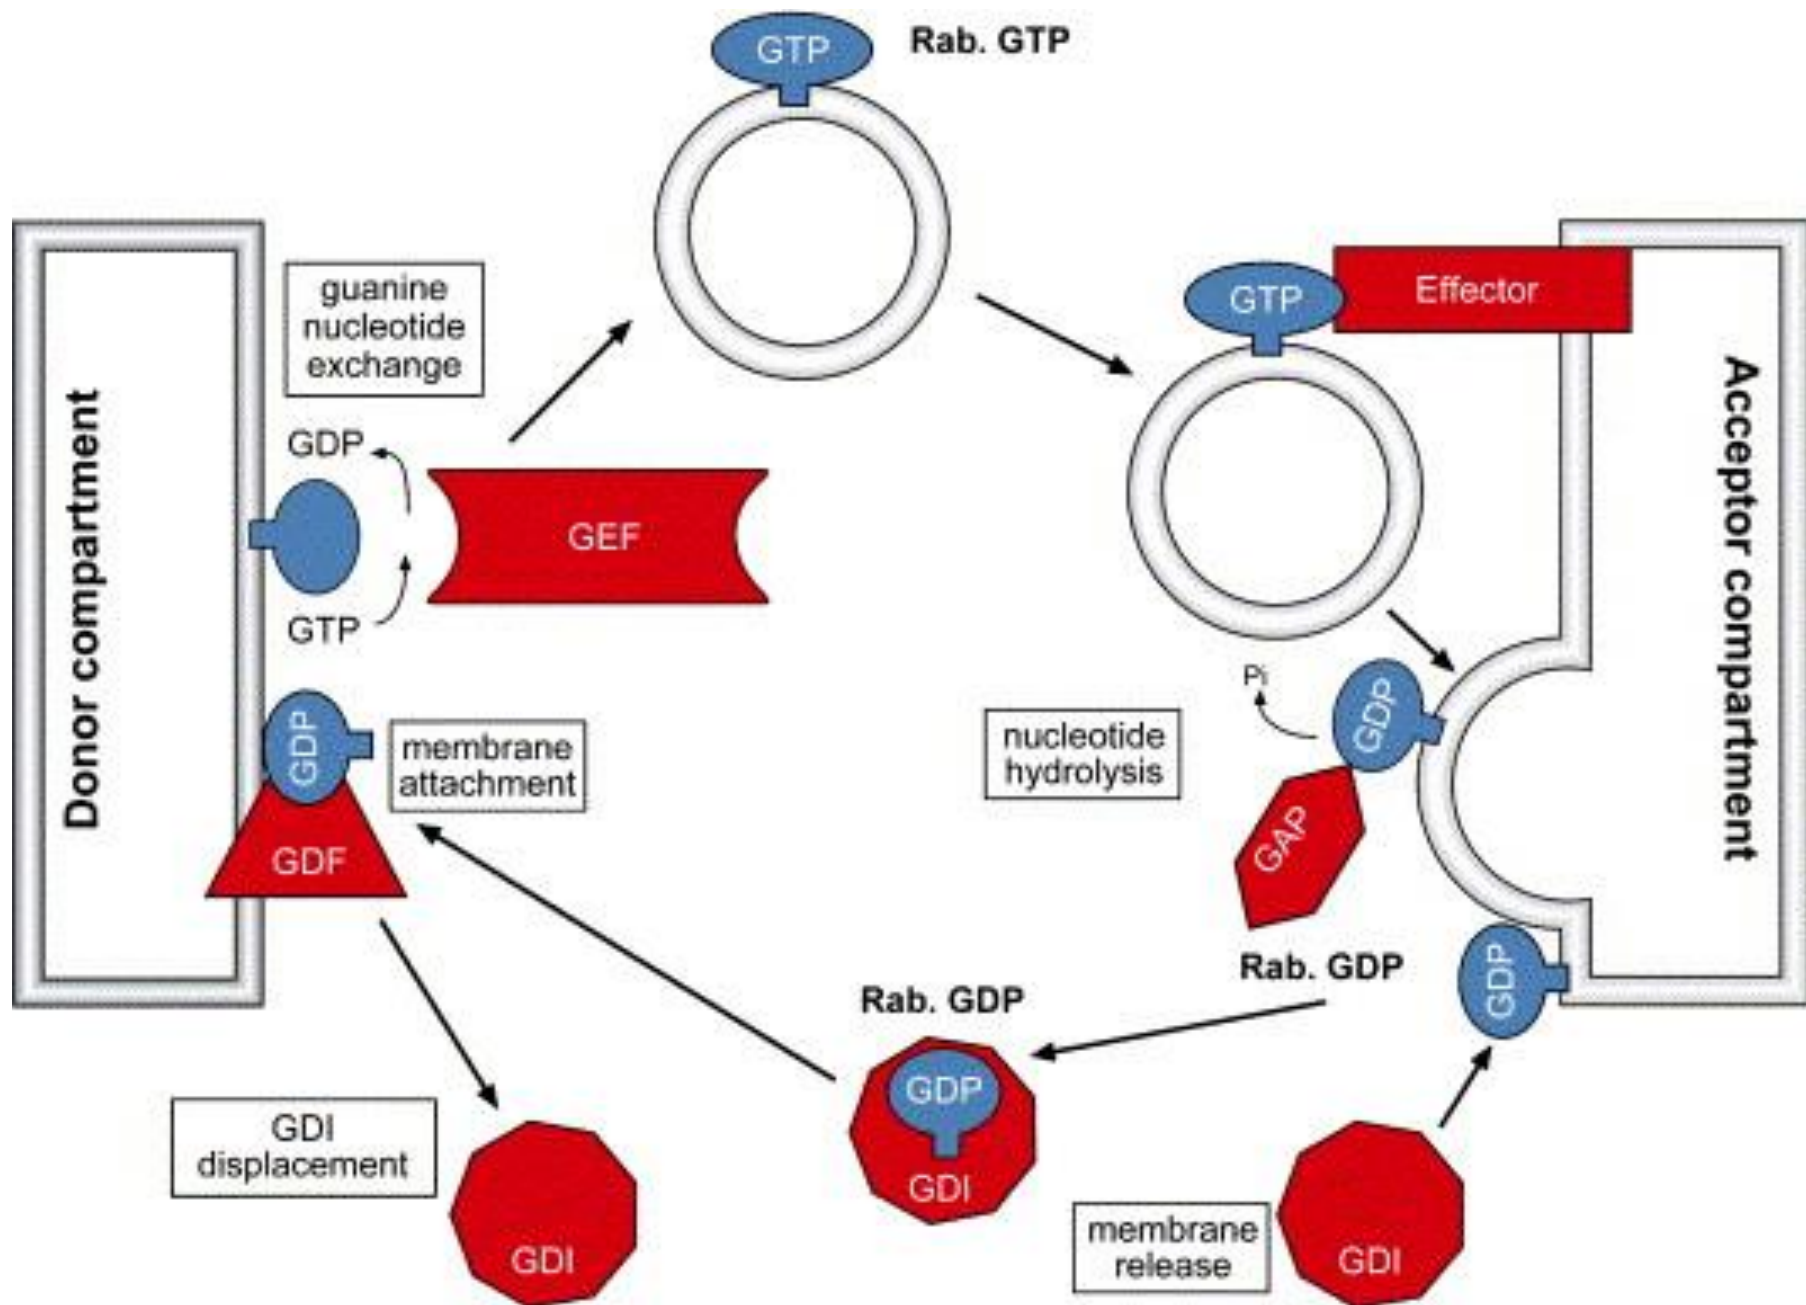 GTP
Rab. GTP
guanine
nucleotide
exchange
GTP
Effector
Donor compartment
Acceptor compartment
GDP
GEF
GTP
GDP
membrane
attachment
GDF
Pi
GDP
nucleotide
hydrolysis
GAP
Rab. GDP
GDP
Rab. GDP
GDP
GDI
GDI
displacement
GDI
membrane
release
GDI